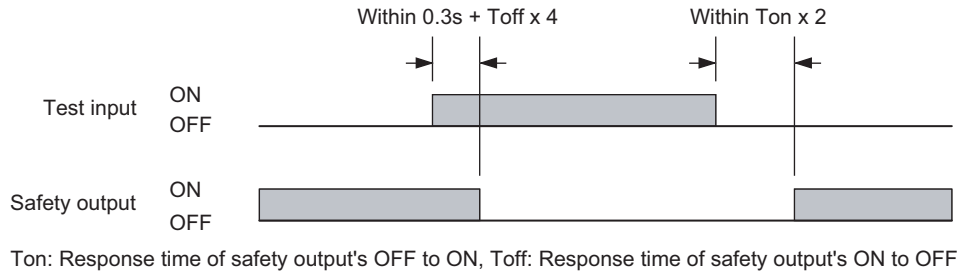 Within 0.3s + Toff x 4
Within Ton x 2
Test input
ON
OFF
Safety output
ON
OFF
Ton: Response time of safety output's OFF to ON, Toff: Response time of safety output's ON to OFF